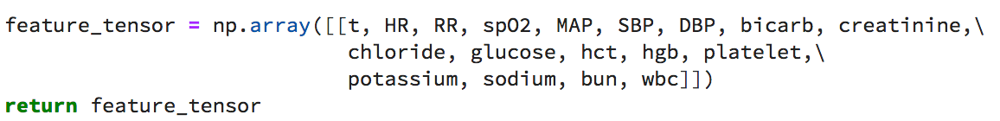 feature_tensor = np.array([[t, HR, RR, spO2, MAP, SBP, DBP, bicarb, creatinine,\
chloride, glucose, hct, hgb, platelet,\
potassium, sodium, bun, wbc]])
return feature_tensor